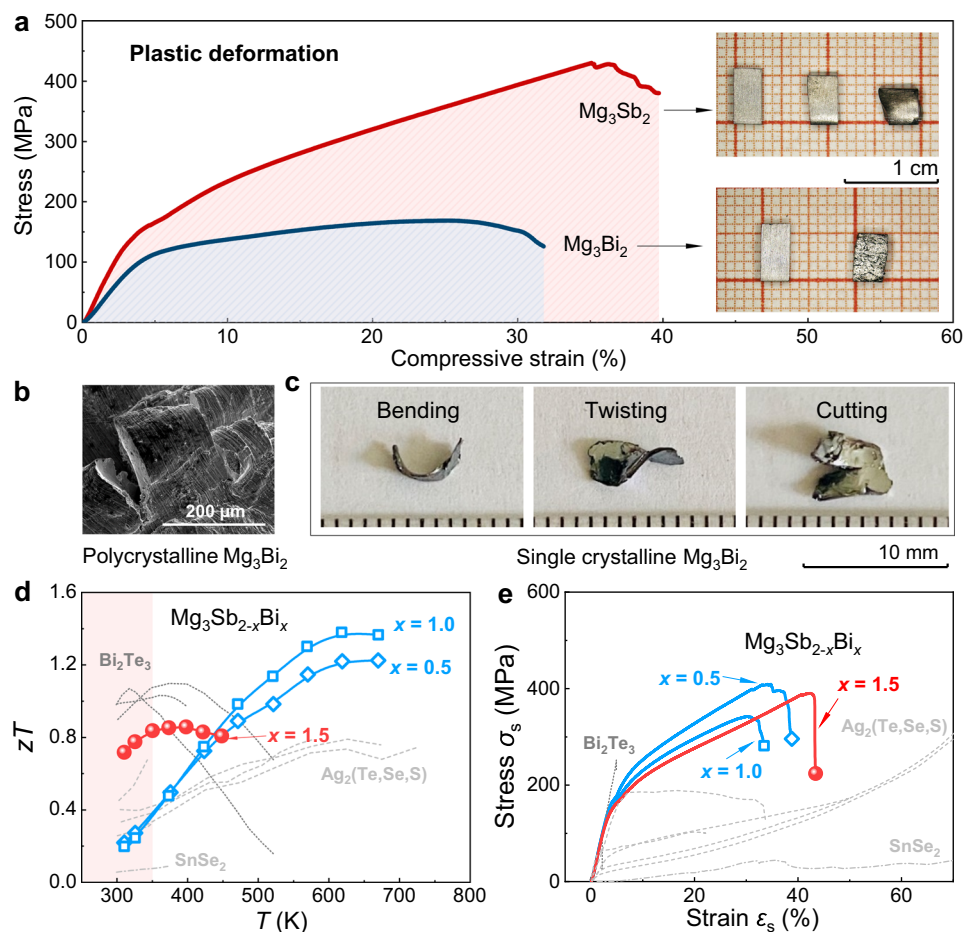 a
Plastic deformation
Stress (MPa)
500
400
300
200
100
0
0
10
20
30
40
50
60
Compressive strain (%)
Mg₃Sb₂
1 cm
Mg₃Bi₂
b
200 µm
Polycrystalline Mg₃Bi₂
c
Bending
Twisting
Cutting
Single crystalline Mg₃Bi₂
10 mm
d
Mg₃Sb₂₋ₓBiₓ
zT
1.6
1.2
0.8
0.4
0.0
300
400
500
600
700
800
T (K)
Bi₂Te₃
x = 1.0
x = 0.5
x = 1.5
Ag₂(Te,Se,S)
SnSe₂
e
Mg₃Sb₂₋ₓBiₓ
Stress σₛ (MPa)
600
400
200
0
0
10
20
30
40
50
60
70
Strain εₛ (%)
x = 0.5
x = 1.5
x = 1.0
Bi₂Te₃
Ag₂(Te,Se,S)
SnSe₂